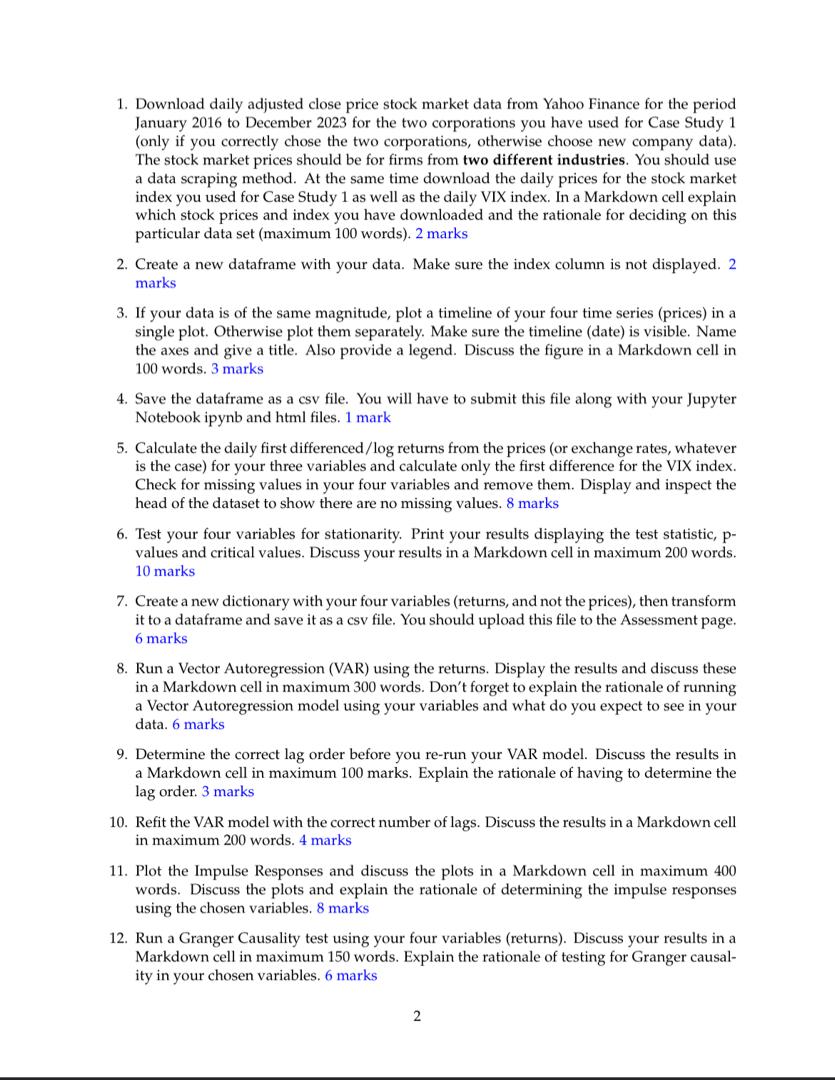 1. Download daily adjusted close price stock market data from Yahoo Finance for the period
January 2016 to December 2023 for the two corporations you have used for Case Study 1
(only if you correctly chose the two corporations, otherwise choose new company data).
The stock market prices should be for firms from two different industries. You should use
a data scraping method. At the same time download the daily prices for the stock market
index you used for Case Study 1 as well as the daily VIX index. In a Markdown cell explain
which stock prices and index you have downloaded and the rationale for deciding on this
particular data set (maximum 100 words). 2 marks
2. Create a new dataframe with your data. Make sure the index column is not displayed. 2
marks
3. If your data is of the same magnitude, plot a timeline of your four time series (prices) in a
single plot. Otherwise plot them separately. Make sure the timeline (date) is visible. Name
the axes and give a title. Also provide a legend. Discuss the figure in a Markdown cell in
100 words. 3 marks
4. Save the dataframe as a csv file. You will have to submit this file along with your Jupyter
Notebook ipynb and html files. 1 mark
5. Calculate the daily first differenced/log returns from the prices (or exchange rates, whatever
is the case) for your three variables and calculate only the first difference for the VIX index.
Check for missing values in your four variables and remove them. Display and inspect the
head of the dataset to show there are no missing values. 8 marks
6. Test your four variables for stationarity. Print your results displaying the test statistic, p-
values and critical values. Discuss your results in a Markdown cell in maximum 200 words.
10 marks
7. Create a new dictionary with your four variables (returns, and not the prices), then transform
it to a dataframe and save it as a csv file. You should upload this file to the Assessment page.
6 marks
8. Run a Vector Autoregression (VAR) using the returns. Display the results and discuss these
in a Markdown cell in maximum 300 words. Don't forget to explain the rationale of running
a Vector Autoregression model using your variables and what do you expect to see in your
data. 6 marks
9. Determine the correct lag order before you re-run your VAR model. Discuss the results in
a Markdown cell in maximum 100 marks. Explain the rationale of having to determine the
lag order. 3 marks
10. Refit the VAR model with the correct number of lags. Discuss the results in a Markdown cell
in maximum 200 words. 4 marks
11. Plot the Impulse Responses and discuss the plots in a Markdown cell in maximum 400
words. Discuss the plots and explain the rationale of determining the impulse responses
using the chosen variables. 8 marks
12. Run a Granger Causality test using your four variables (returns). Discuss your results in a
Markdown cell in maximum 150 words. Explain the rationale of testing for Granger causal-
ity in your chosen variables. 6 marks
2